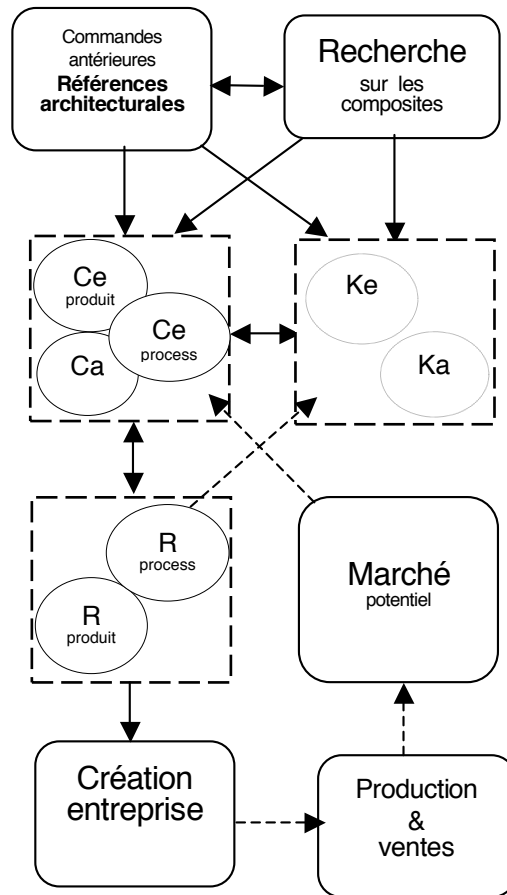 Commandes
antérieures
Références
architecturales
Recherche
sur les
composites
Ce
produit
Ce
process
Ca
Ke
Ka
R
process
R
produit
Marché
potentiel
Création
entreprise
Production
&
ventes